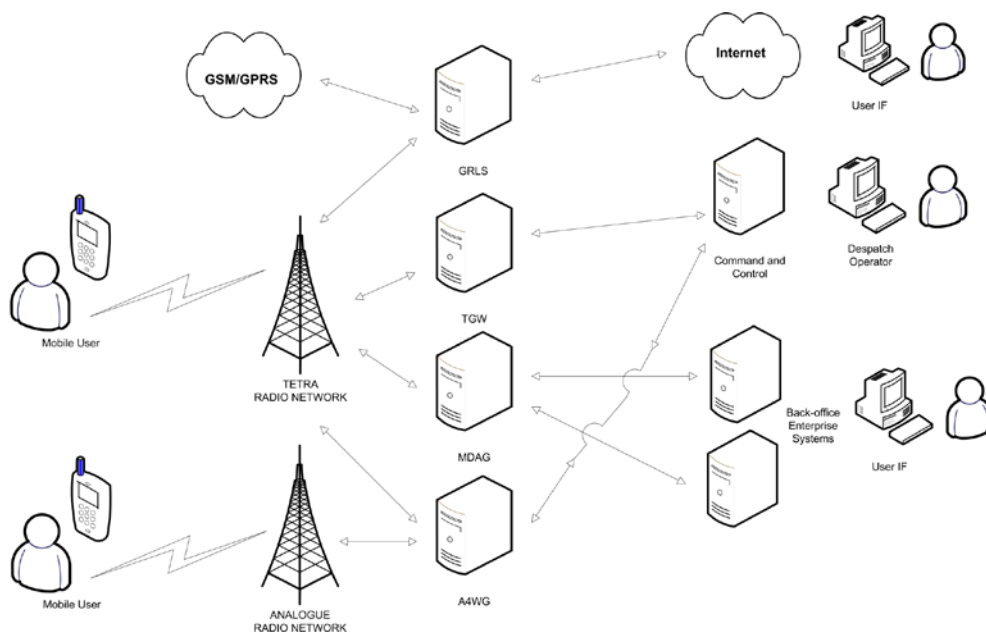 GSM/GPRS
Internet
User IF
GRLS
Command and
Control
Despatch
Operator
Mobile User
TGW
TETRA
RADIO NETWORK
MDAG
Back-office
Enterprise
Systems
User IF
Mobile User
ANALOGUE
RADIO NETWORK
A4WG